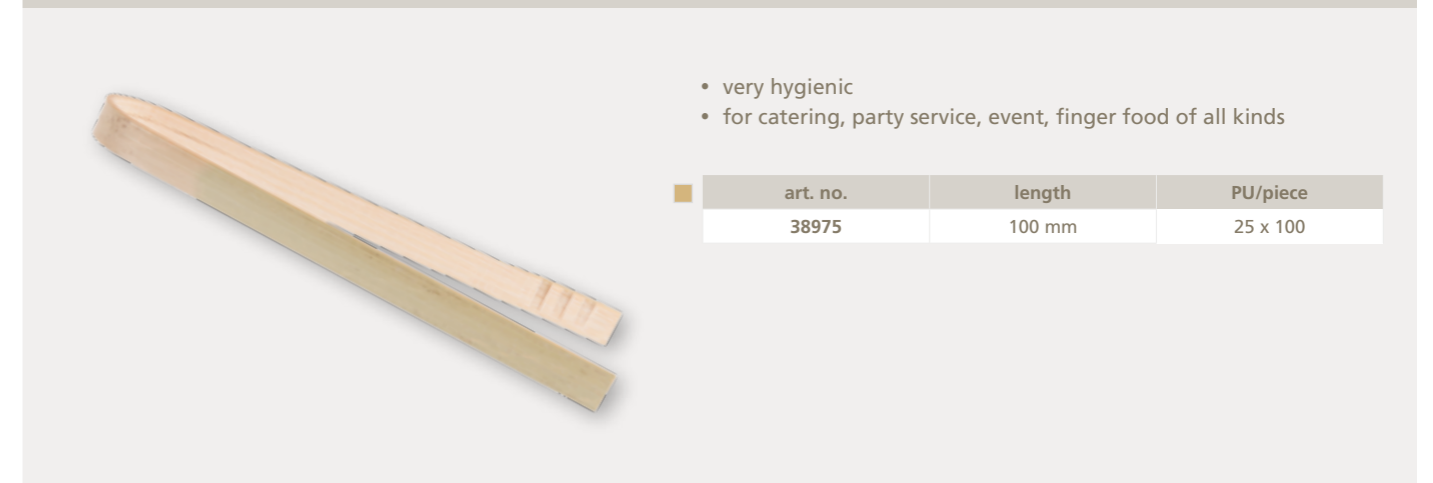 • very hygienic
• for catering, party service, event, finger food of all kinds
art. no. length PU/piece
38975 100 mm 25 x 100